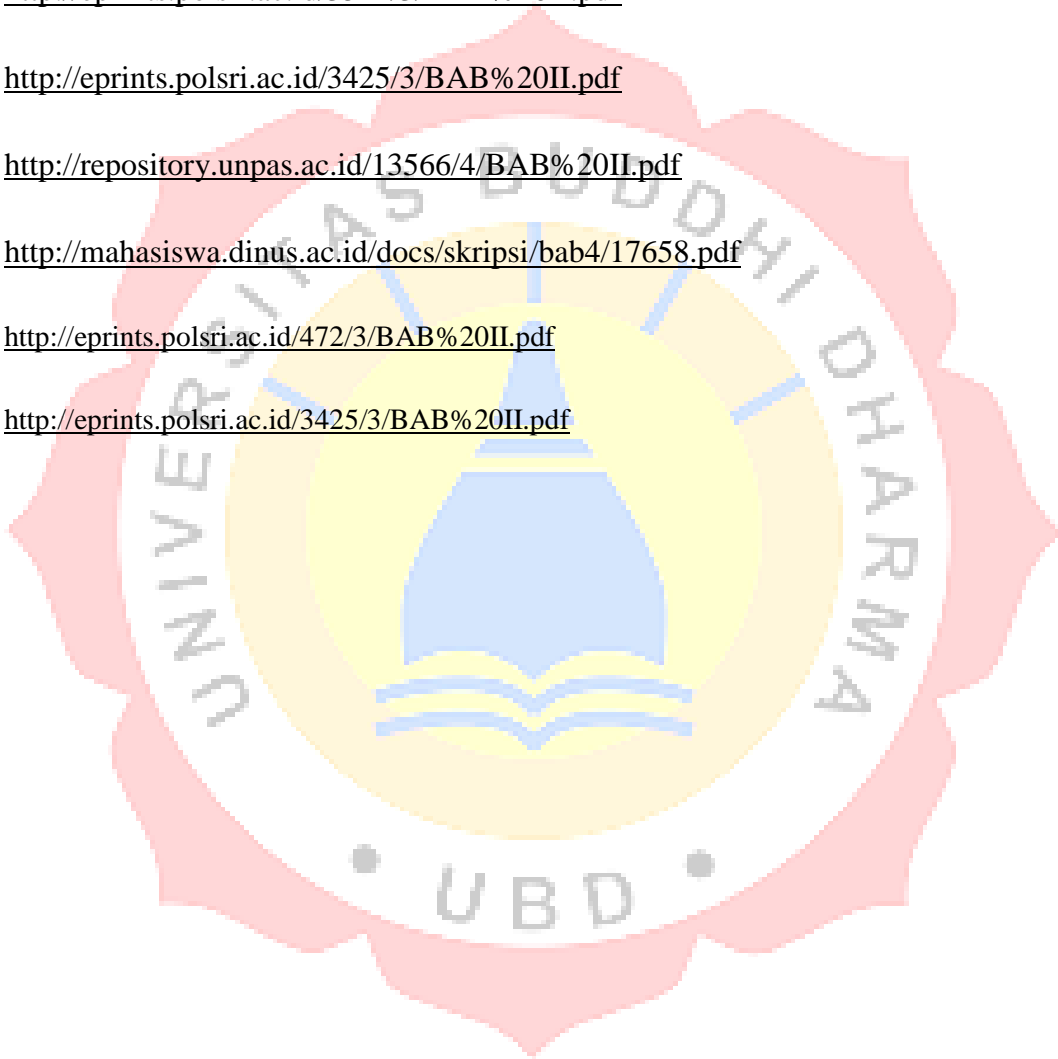 http://eprints.polsri.ac.id/3425/3/BAB%20II.pdf
http://repository.unpas.ac.id/13566/4/BAB%20II.pdf
http://mahasiswa.dinus.ac.id/docs/skripsi/bab4/17658.pdf
http://eprints.polsri.ac.id/472/3/BAB%20II.pdf
http://eprints.polsri.ac.id/3425/3/BAB%20II.pdf
UNIVERSITAS BUDDHI DHARMA
• UBD •